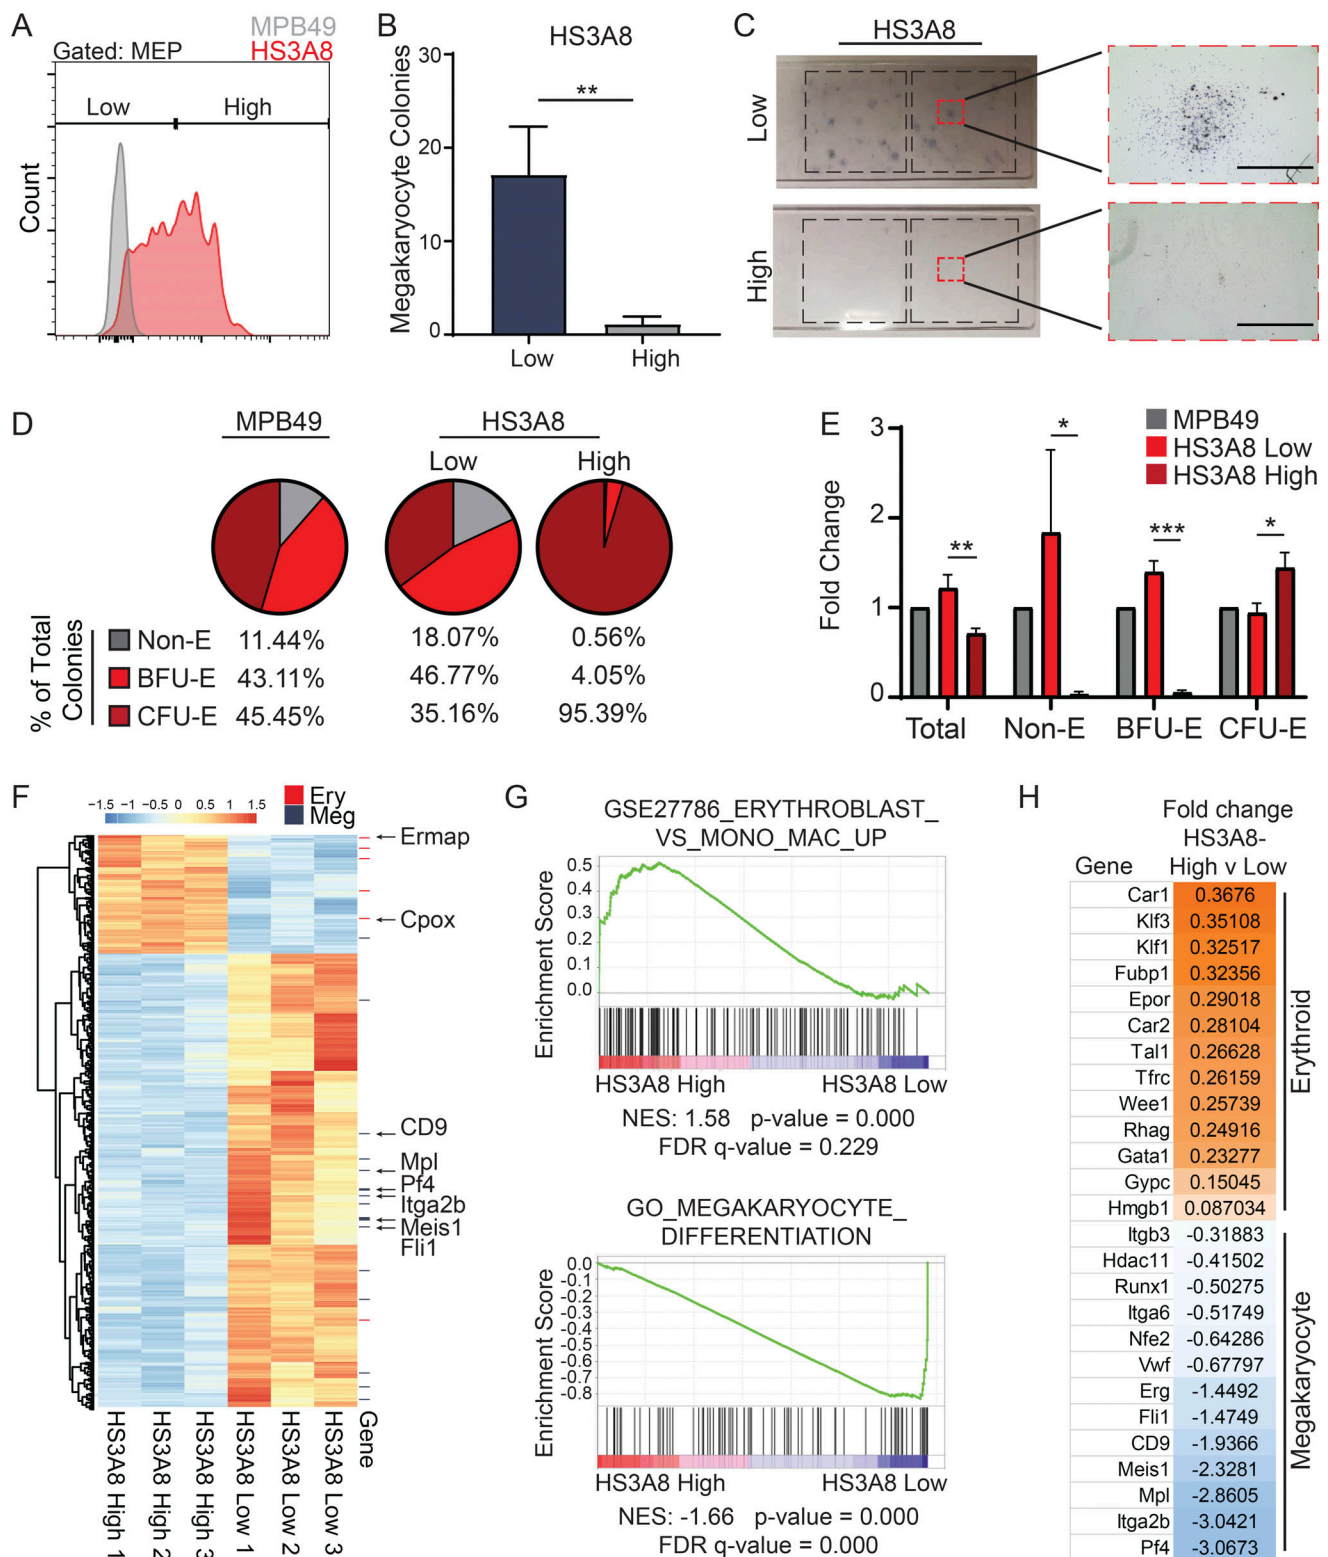 A
MPB49
Gated: MEP HS3A8
Low High
Count
B
HS3A8
Megakaryocyte Colonies
30
20
10
0
**
Low High
C
HS3A8
Low
High
D
MPB49 HS3A8
Low High
% of Total
Colonies
Non-E 11.44% 18.07% 0.56%
BFU-E 43.11% 46.77% 4.05%
CFU-E 45.45% 35.16% 95.39%
E
MPB49
HS3A8 Low
HS3A8 High
Fold Change
3
2
1
0
** * *** *
Total Non-E BFU-E CFU-E
F
−1.5 −1 −0.5 0 0.5 1 1.5
Ery
Meg
Ermap
Cpox
CD9
Mpl
Pf4
Itga2b
Meis1
Fli1
HS3A8 High 1
HS3A8 High 2
HS3A8 High 3
HS3A8 Low 1
HS3A8 Low 2
HS3A8 Low 3
Gene
G
GSE27786_ERYTHROBLAST_
VS_MONO_MAC_UP
Enrichment Score
0.5
0.4
0.3
0.2
0.1
0.0
HS3A8 High HS3A8 Low
NES: 1.58 p-value = 0.000
FDR q-value = 0.229
GO_MEGAKARYOCYTE_
DIFFERENTIATION
Enrichment Score
0.0
-0.1
-0.2
-0.3
-0.4
-0.5
-0.6
-0.7
-0.8
HS3A8 High HS3A8 Low
NES: -1.66 p-value = 0.000
FDR q-value = 0.000
H
Fold change
HS3A8-
Gene High v Low
Car1 0.3676
Klf3 0.35108
Klf1 0.32517
Fubp1 0.32356
Epor 0.29018
Car2 0.28104
Tal1 0.26628
Tfrc 0.26159
Wee1 0.25739
Rhag 0.24916
Gata1 0.23277
Gypc 0.15045
Hmgb1 0.087034
Erythroid
Itgb3 -0.31883
Hdac11 -0.41502
Runx1 -0.50275
Itga6 -0.51749
Nfe2 -0.64286
Vwf -0.67797
Erg -1.4492
Fli1 -1.4749
CD9 -1.9366
Meis1 -2.3281
Mpl -2.8605
Itga2b -3.0421
Pf4 -3.0673
Megakaryocyte